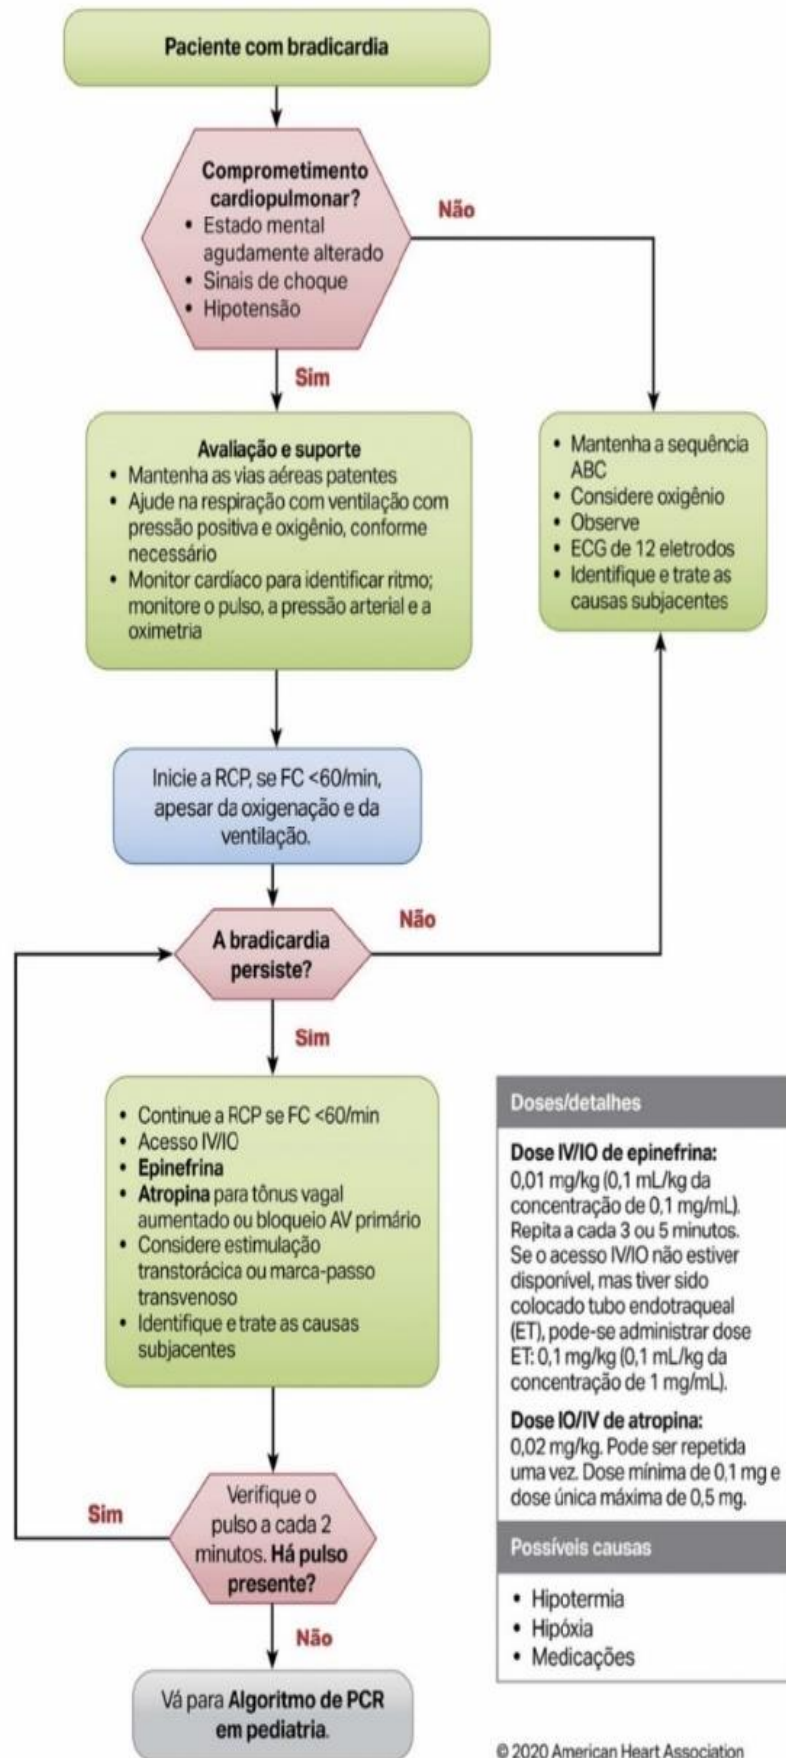 Paciente com bradicardia
Comprometimento
cardiopulmonar?
• Estado mental
agudamente alterado
• Sinais de choque
• Hipotensão
Não
Sim
Avaliação e suporte
• Mantenha as vias aéreas patentes
• Ajude na respiração com ventilação com
pressão positiva e oxigênio, conforme
necessário
• Monitor cardíaco para identificar ritmo;
monitore o pulso, a pressão arterial e a
oximetria
• Mantenha a sequência
ABC
• Considere oxigênio
• Observe
• ECG de 12 eletrodos
• Identifique e trate as
causas subjacentes
Inicie a RCP, se FC <60/min,
apesar da oxigenação e da
ventilação.
A bradicardia
persiste?
Não
Sim
• Continue a RCP se FC <60/min
• Acesso IV/IO
• Epinefrina
• Atropina para tônus vagal
aumentado ou bloqueio AV primário
• Considere estimulação
transtorácica ou marca-passo
transvenoso
• Identifique e trate as causas
subjacentes
Verifique o
pulso a cada 2
minutos. Há pulso
presente?
Sim
Não
Vá para Algoritmo de PCR
em pediatria.
Doses/detalhes
Dose IV/IO de epinefrina:
0,01 mg/kg (0,1 mL/kg da
concentração de 0,1 mg/mL).
Repita a cada 3 ou 5 minutos.
Se o acesso IV/IO não estiver
disponível, mas tiver sido
colocado tubo endotraqueal
(ET), pode-se administrar dose
ET: 0,1 mg/kg (0,1 mL/kg da
concentração de 1 mg/mL).
Dose IO/IV de atropina:
0,02 mg/kg. Pode ser repetida
uma vez. Dose mínima de 0,1 mg e
dose única máxima de 0,5 mg.
Possíveis causas
• Hipotermia
• Hipóxia
• Medicações
© 2020 American Heart Association